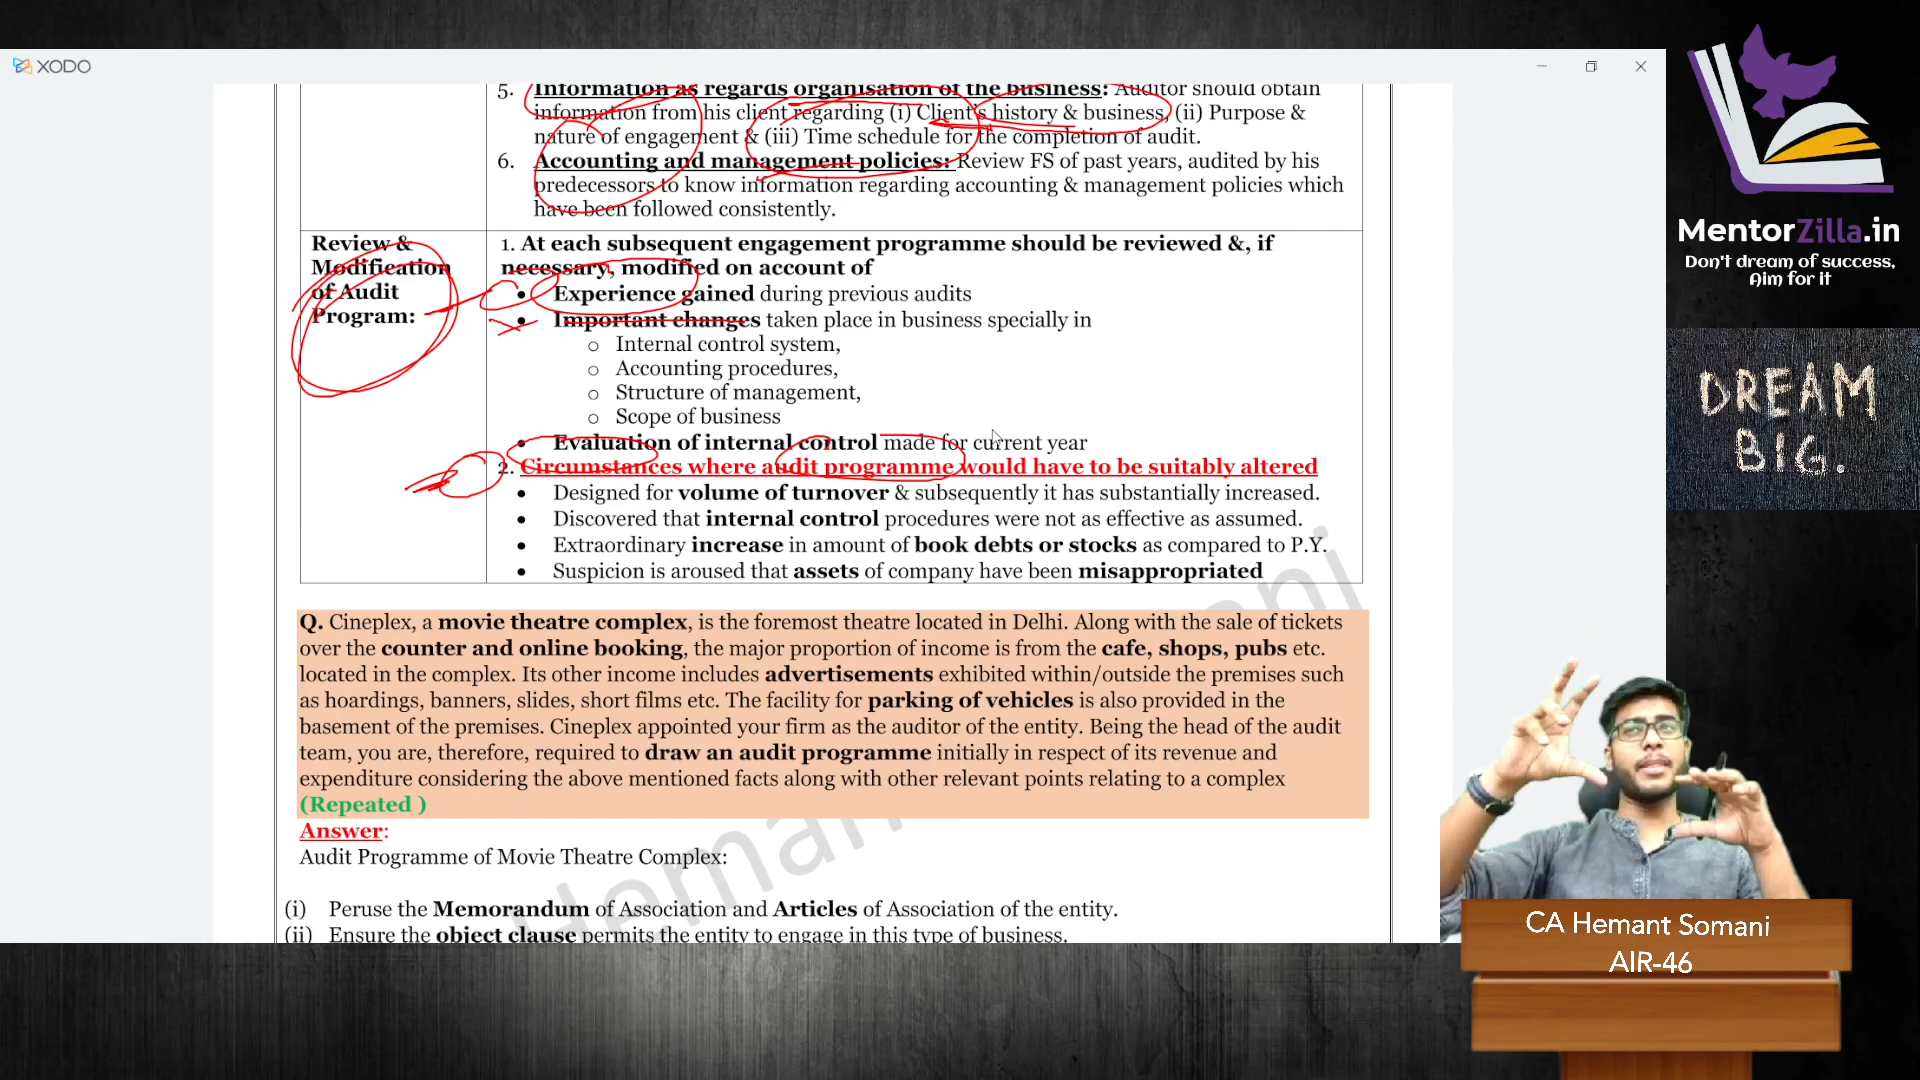 XODO
5. Information as regards organisation of the business: Auditor should obtain
information from his client regarding (i) Client's history & business, (ii) Purpose &
nature of engagement & (iii) Time schedule for the completion of audit.
6. Accounting and management policies: Review FS of past years, audited by his
predecessors to know information regarding accounting & management policies which
have been followed consistently.
Review &
Modification
of Audit
Program:
1. At each subsequent engagement programme should be reviewed &, if
necessary, modified on account of
• Experience gained during previous audits
• Important changes taken place in business specially in
o Internal control system,
o Accounting procedures,
o Structure of management,
o Scope of business
• Evaluation of internal control made for current year
2. Circumstances where audit programme would have to be suitably altered
• Designed for volume of turnover & subsequently it has substantially increased.
• Discovered that internal control procedures were not as effective as assumed.
• Extraordinary increase in amount of book debts or stocks as compared to P.Y.
• Suspicion is aroused that assets of company have been misappropriated
Q. Cineplex, a movie theatre complex, is the foremost theatre located in Delhi. Along with the sale of tickets
over the counter and online booking, the major proportion of income is from the cafe, shops, pubs etc.
located in the complex. Its other income includes advertisements exhibited within/outside the premises such
as hoardings, banners, slides, short films etc. The facility for parking of vehicles is also provided in the
basement of the premises. Cineplex appointed your firm as the auditor of the entity. Being the head of the audit
team, you are, therefore, required to draw an audit programme initially in respect of its revenue and
expenditure considering the above mentioned facts along with other relevant points relating to a complex
(Repeated )
Answer:
Audit Programme of Movie Theatre Complex:
(i) Peruse the Memorandum of Association and Articles of Association of the entity.
(ii) Ensure the object clause permits the entity to engage in this type of business.
MentorZilla.in
Don't dream of success,
Aim for it
DREAM
BIG.
CA Hemant Somani
AIR-46